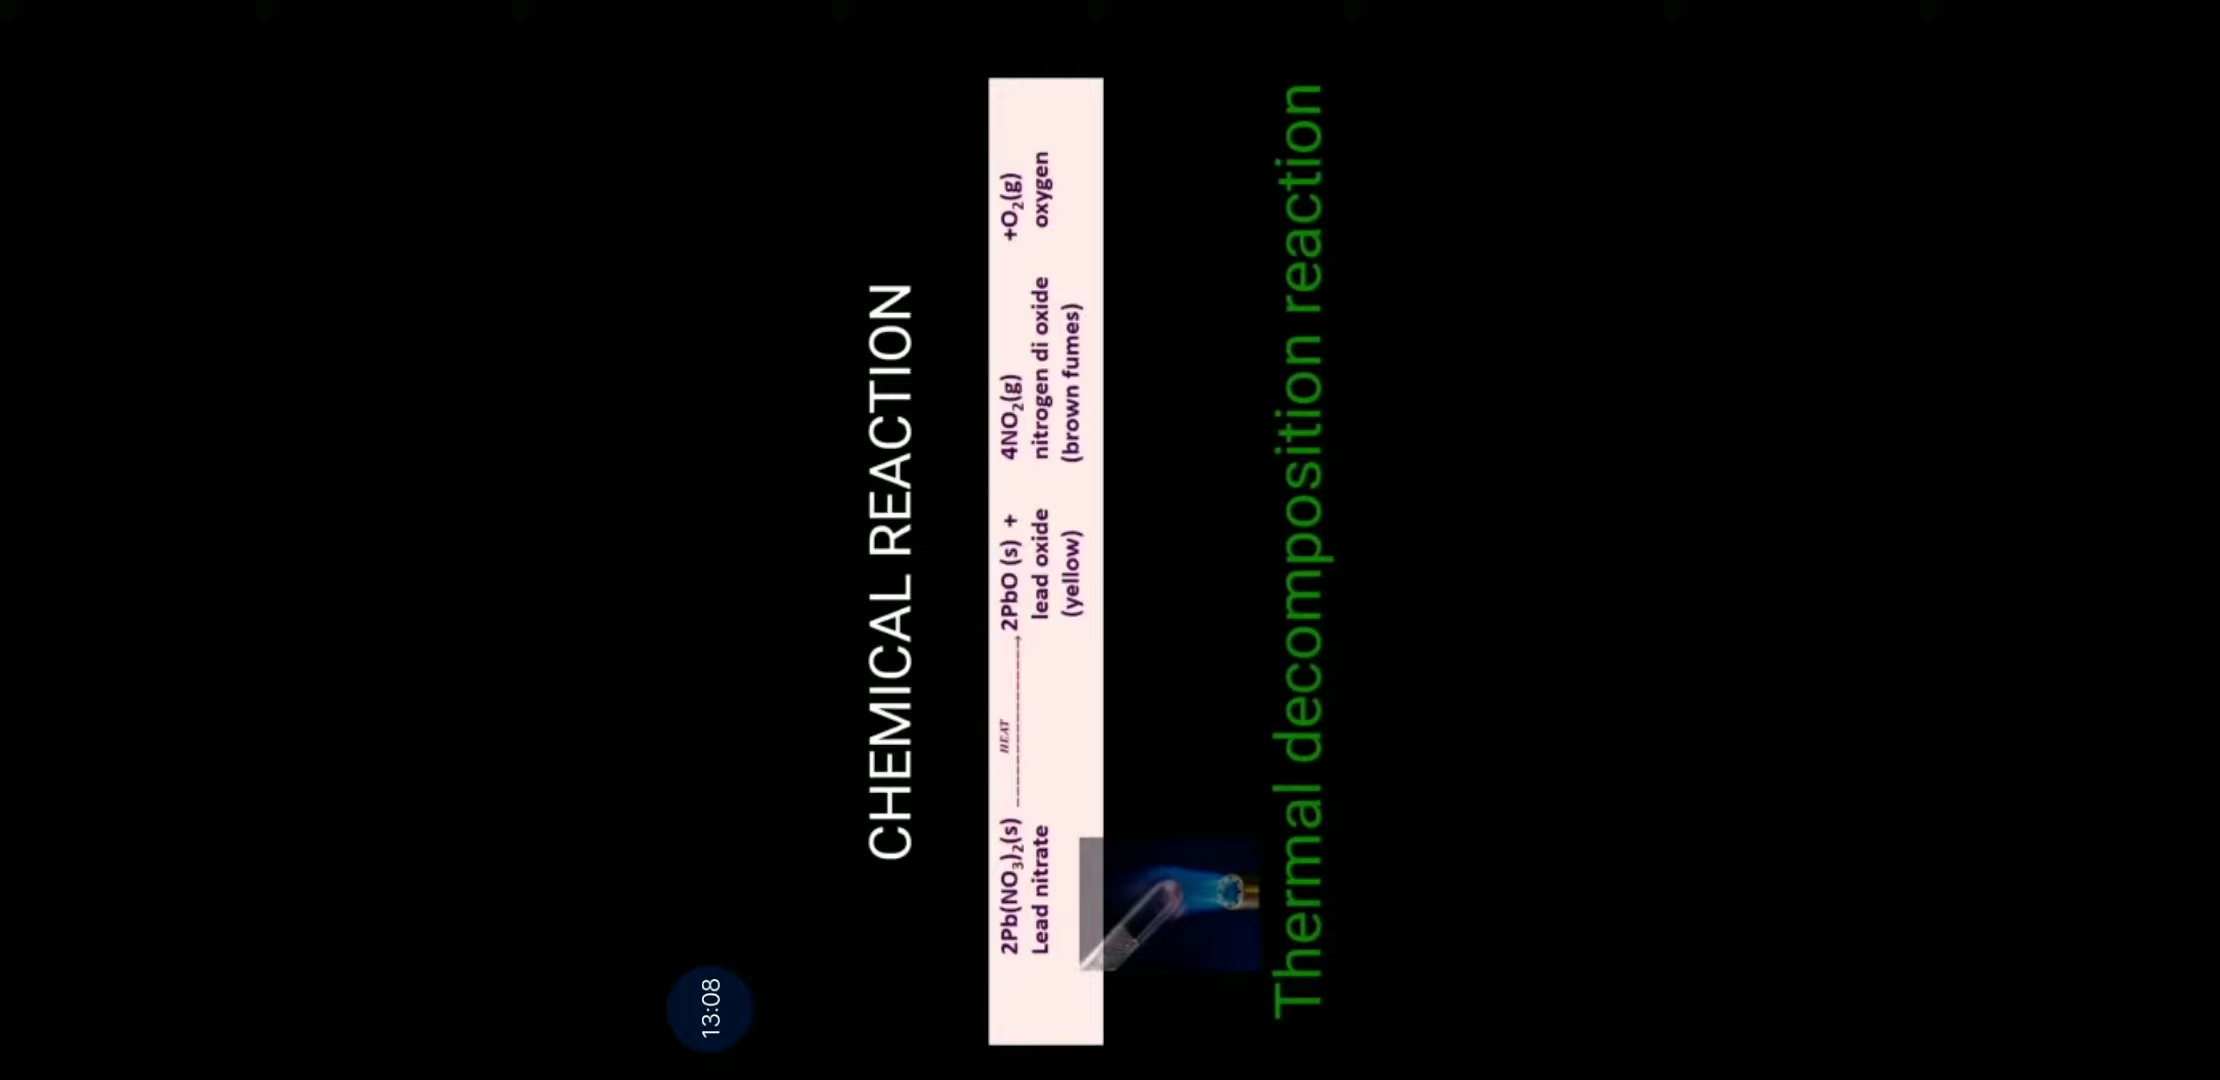 13:08
CHEMICAL REACTION
HEAT
2Pb(NO₃)₂(s) ----------------→ 2PbO (s) + 4NO₂(g) +O₂(g)
Lead nitrate lead oxide nitrogen di oxide oxygen
(yellow) (brown fumes)
Thermal decomposition reaction